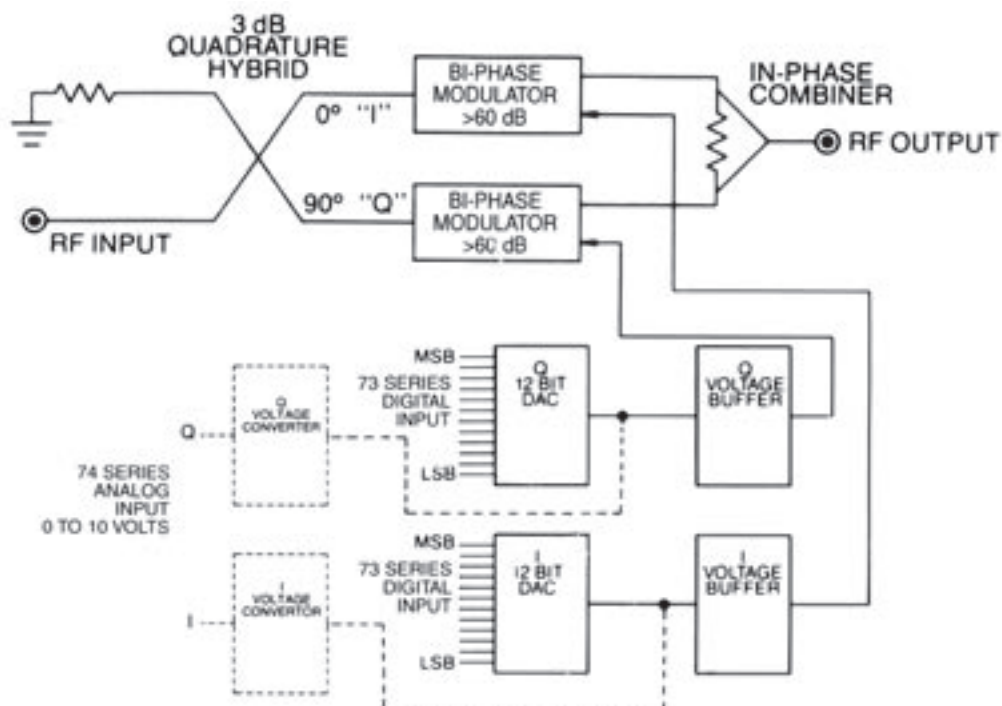 3 dB
QUADRATURE
HYBRID
0° "I"
BI-PHASE
MODULATOR
>60 dB
IN-PHASE
COMBINER
RF OUTPUT
90° "Q"
BI-PHASE
MODULATOR
>60 dB
RF INPUT
MSB
73 SERIES
DIGITAL
INPUT
LSB
Q
12 BIT
DAC
Q
VOLTAGE
BUFFER
Q
Q
VOLTAGE
CONVERTER
74 SERIES
ANALOG
INPUT
0 TO 10 VOLTS
MSB
73 SERIES
DIGITAL
INPUT
LSB
I
12 BIT
DAC
I
VOLTAGE
BUFFER
I
I
VOLTAGE
CONVERTOR